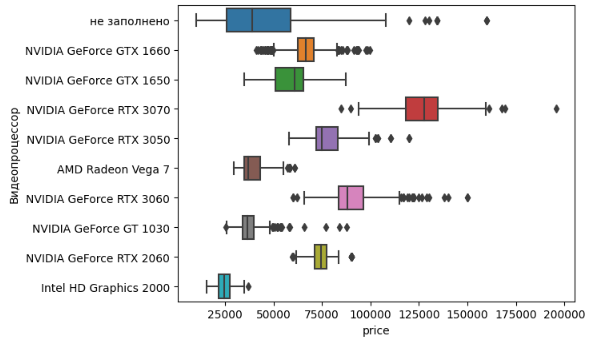 не заполнено
NVIDIA GeForce GTX 1660
NVIDIA GeForce GTX 1650
NVIDIA GeForce RTX 3070
NVIDIA GeForce RTX 3050
AMD Radeon Vega 7
NVIDIA GeForce RTX 3060
NVIDIA GeForce GT 1030
NVIDIA GeForce RTX 2060
Intel HD Graphics 2000
Видеопроцессор
25000 50000 75000 100000 125000 150000 175000 200000
price